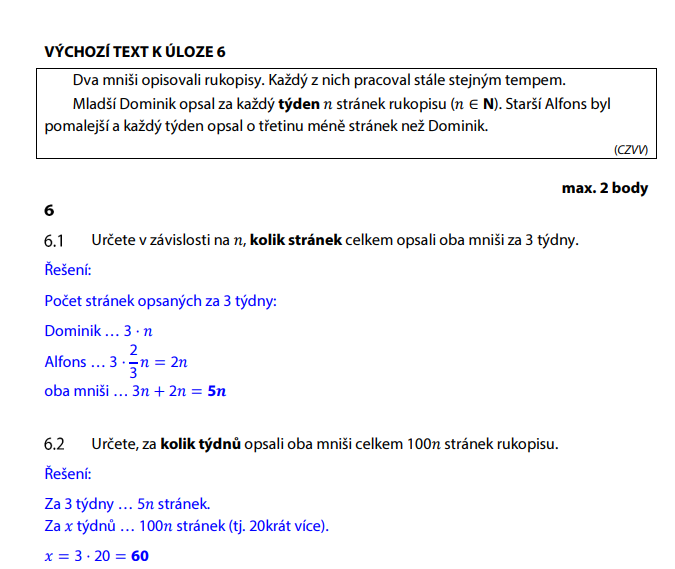 VÝCHOZÍ TEXT K ÚLOZE 6
Dva mniši opisovali rukopisy. Každý z nich pracoval stále stejným tempem.
Mladší Dominik opsal za každý týden n stránek rukopisu (n ∈ N). Starší Alfons byl
pomalejší a každý týden opsal o třetinu méně stránek než Dominik.
(CZVV)
max. 2 body
6
6.1 Určete v závislosti na n, kolik stránek celkem opsali oba mniši za 3 týdny.
Řešení:
Počet stránek opsaných za 3 týdny:
Dominik … 3 · n
Alfons … 3 · 2/3 n = 2n
oba mniši … 3n + 2n = 5n
6.2 Určete, za kolik týdnů opsali oba mniši celkem 100n stránek rukopisu.
Řešení:
Za 3 týdny … 5n stránek.
Za x týdnů … 100n stránek (tj. 20krát více).
x = 3 · 20 = 60